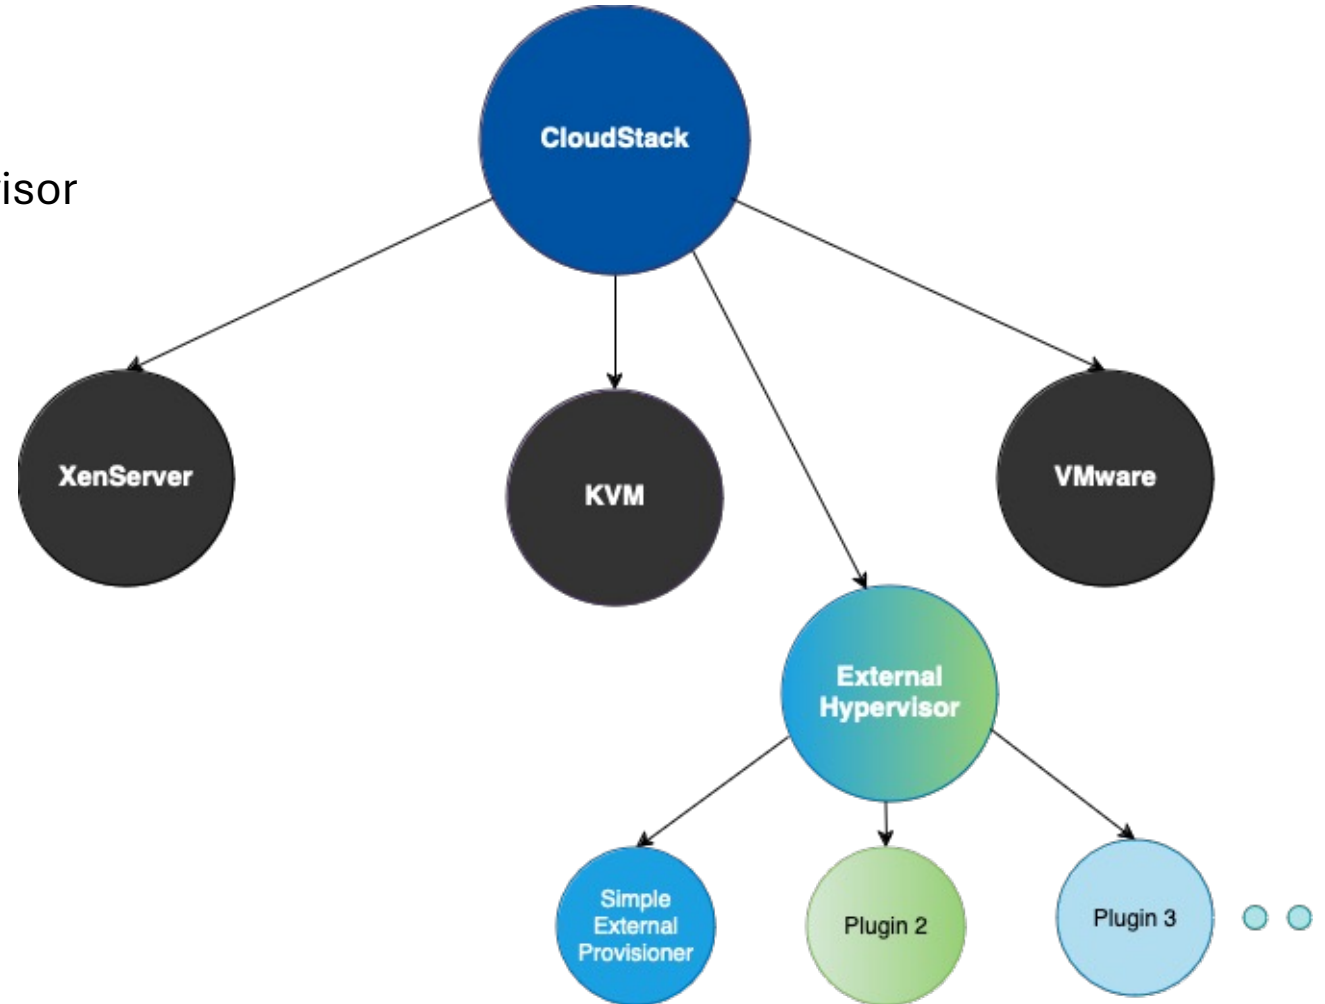 CloudStack
isor
XenServer
KVM
VMware
External
Hypervisor
Simple
External
Provisioner
Plugin 2
Plugin 3